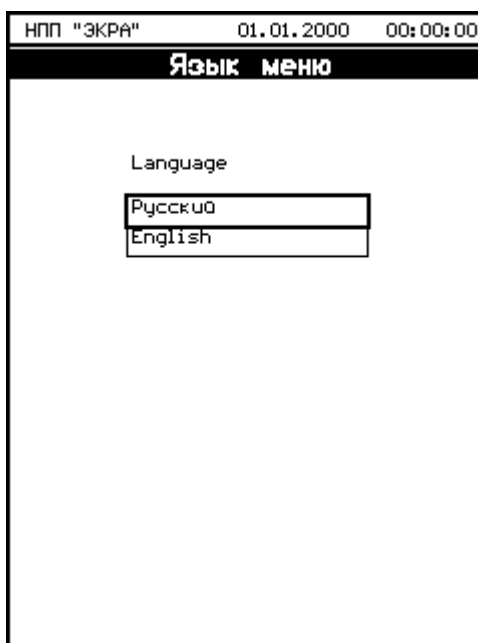 НПП "ЭКРА" 01.01.2000 00:00:00
Язык меню
Language
Русский
English